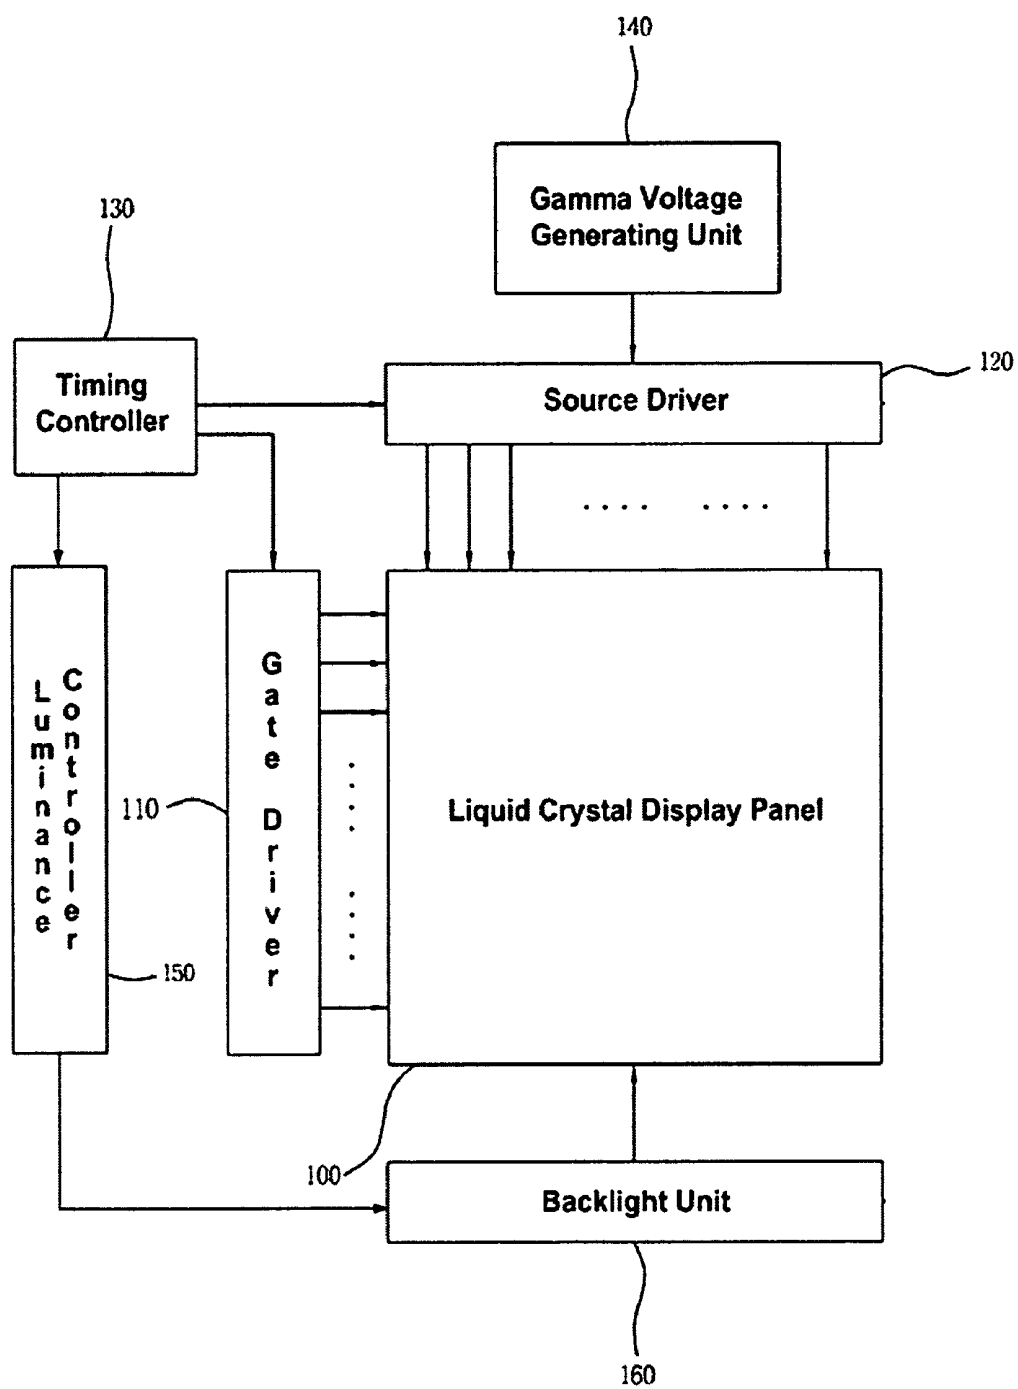 140
Gamma Voltage
Generating Unit
130
120
Timing
Controller
Source Driver
Luminance
Controller
Gate Driver
110
Liquid Crystal Display Panel
150
100
Backlight Unit
160